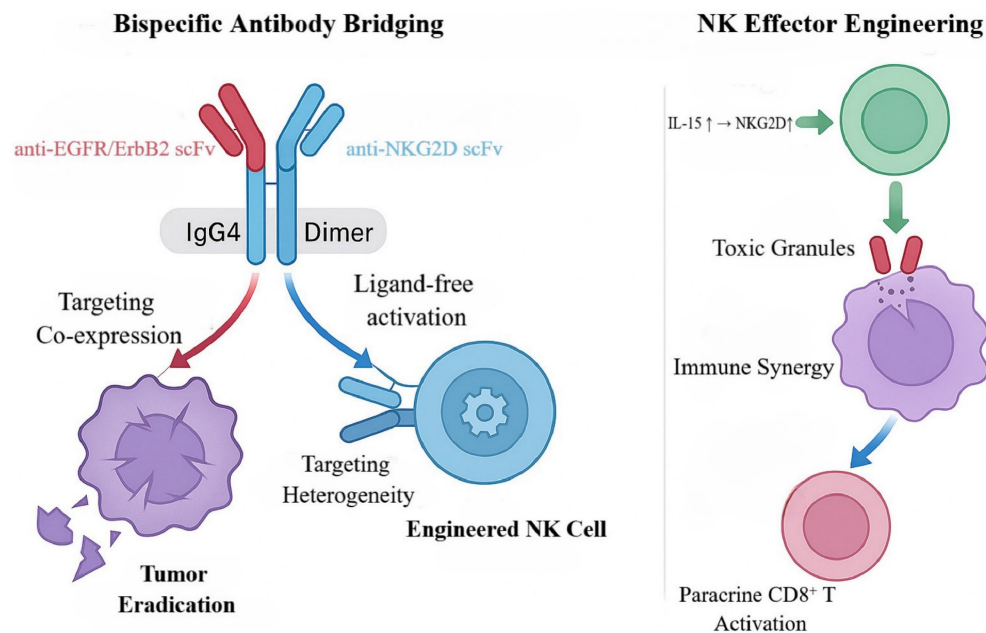 Bispecific Antibody Bridging
anti-EGFR/ErbB2 scFv
anti-NKG2D scFv
IgG4 Dimer
Targeting
Co-expression
Ligand-free
activation
Targeting
Heterogeneity
Engineered NK Cell
Tumor
Eradication
NK Effector Engineering
IL-15 ↑ → NKG2D↑
Toxic Granules
Immune Synergy
Paracrine CD8⁺ T
Activation